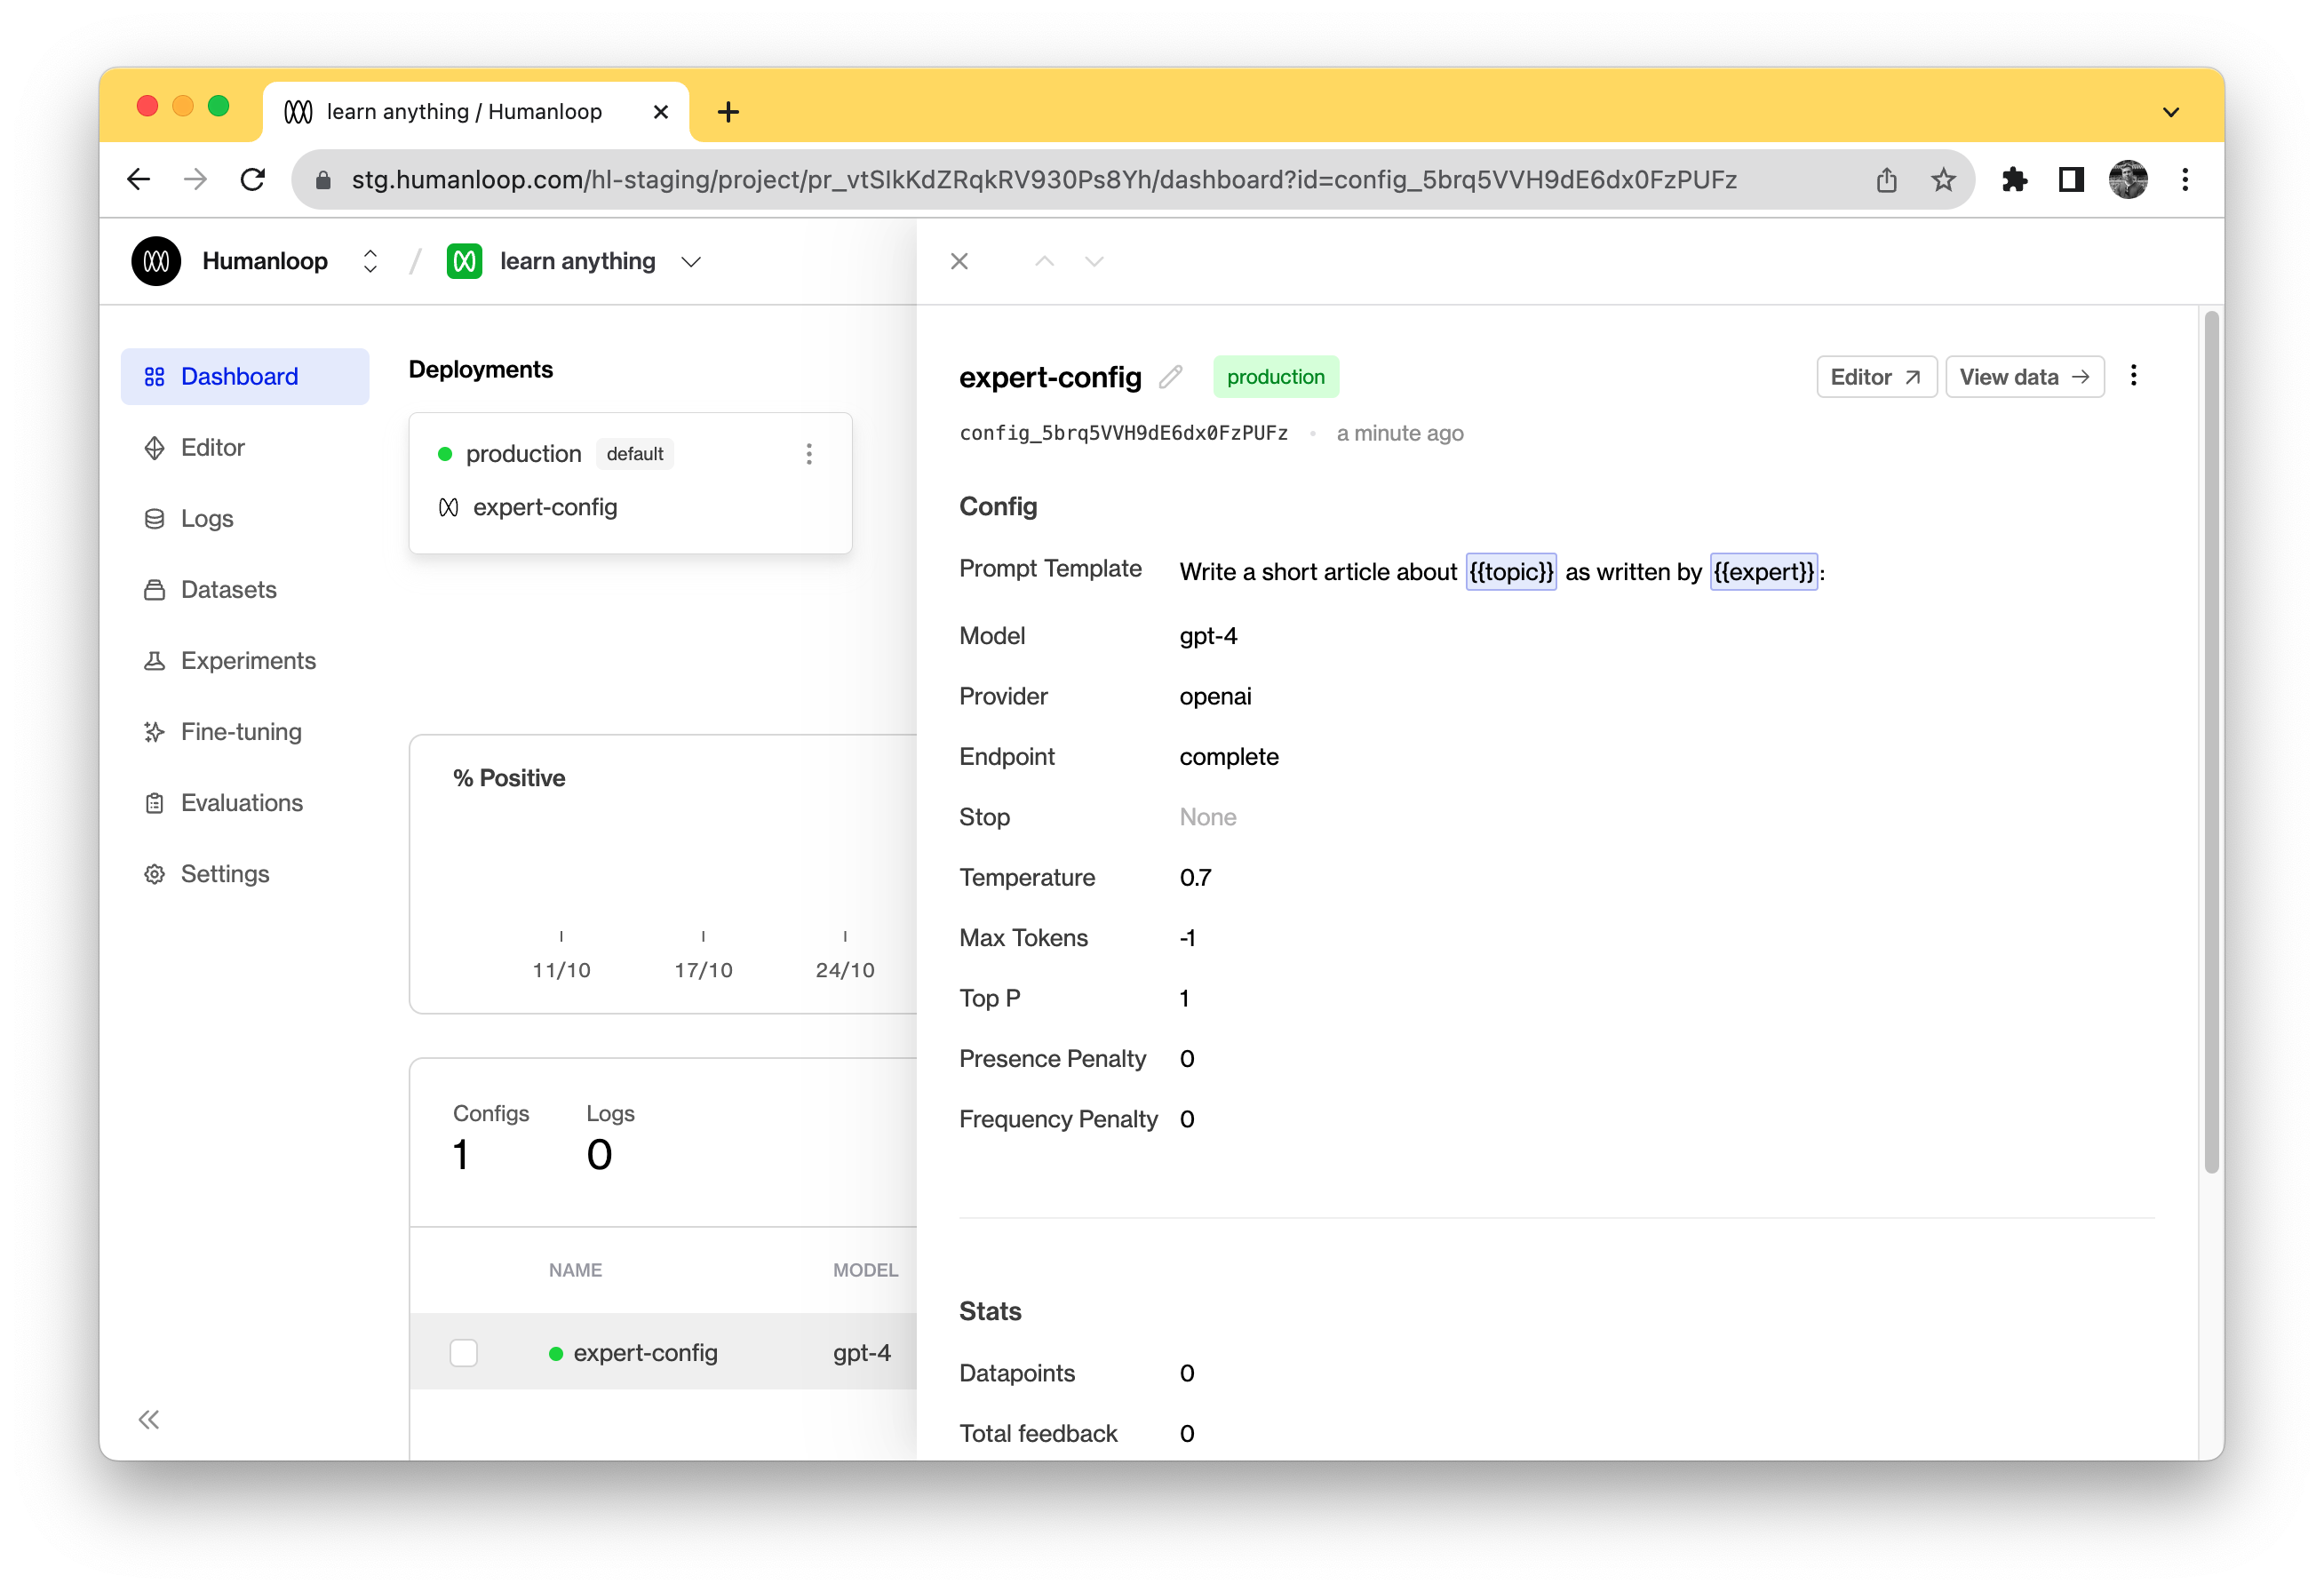 learn anything / Humanloop
stg.humanloop.com/hl-staging/project/pr_vtSIkKdZRqkRV930Ps8Yh/dashboard?id=config_5brq5VVH9dE6dx0FzPUFz
Humanloop / learn anything
Dashboard
Editor
Logs
Datasets
Experiments
Fine-tuning
Evaluations
Settings
Deployments
production default
expert-config
% Positive
11/10 17/10 24/10
Configs Logs
1 0
NAME MODEL
expert-config gpt-4
expert-config production Editor View data
config_5brq5VVH9dE6dx0FzPUFz • a minute ago
Config
Prompt Template Write a short article about {{topic}} as written by {{expert}}:
Model gpt-4
Provider openai
Endpoint complete
Stop None
Temperature 0.7
Max Tokens -1
Top P 1
Presence Penalty 0
Frequency Penalty 0
Stats
Datapoints 0
Total feedback 0